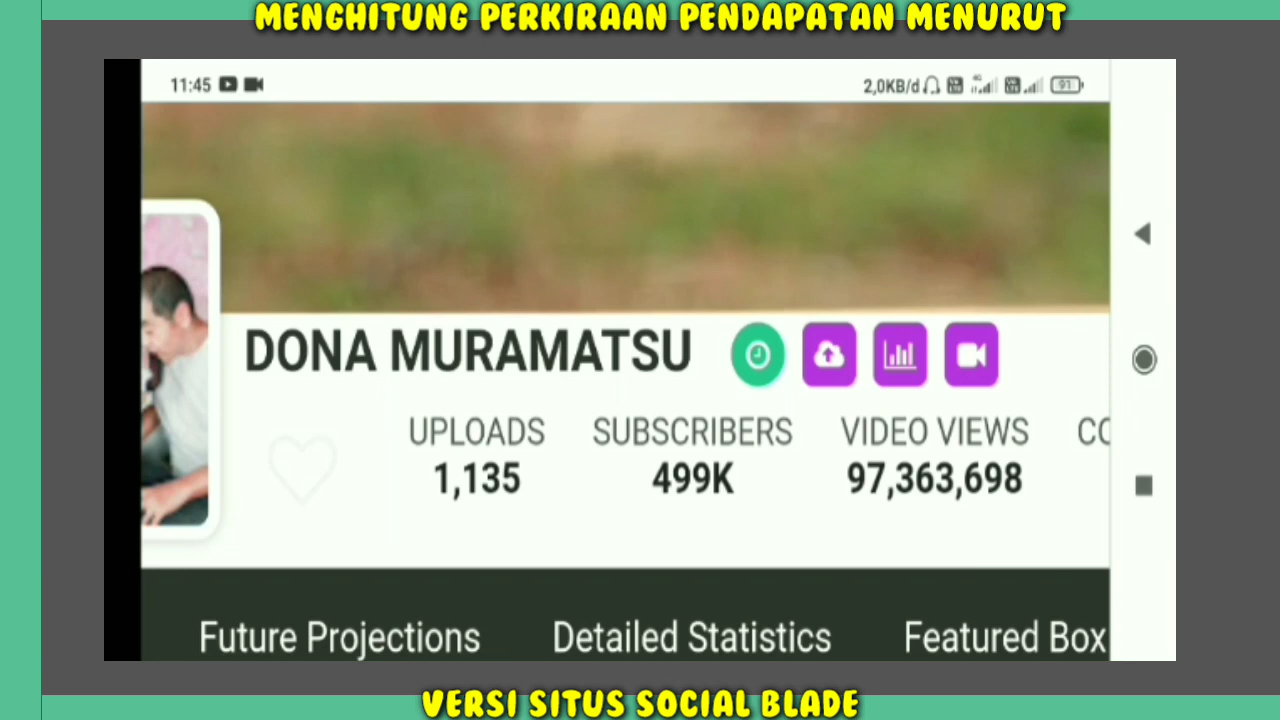 MENGHITUNG PERKIRAAN PENDAPATAN MENURUT
11:45 2,0KB/d 4G 91
DONA MURAMATSU
UPLOADS SUBSCRIBERS VIDEO VIEWS CO
1,135 499K 97,363,698
Future Projections Detailed Statistics Featured Box
VERSI SITUS SOCIAL BLADE